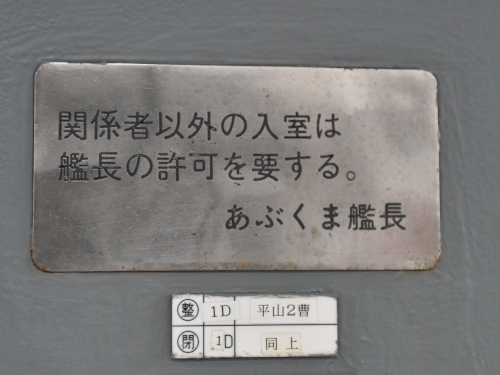 関係者以外の入室は
艦長の許可を要する。
あぶくま艦長
整 1D 平山2曹
閉 1D 同上